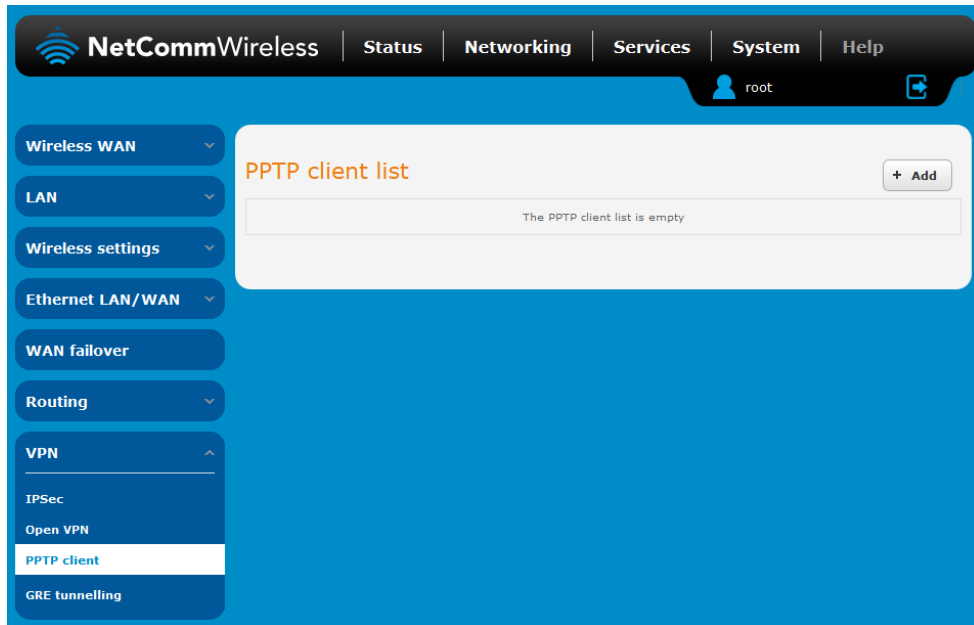 NetCommWireless
Status
Networking
Services
System
Help
root
Wireless WAN
LAN
Wireless settings
Ethernet LAN/WAN
WAN failover
Routing
VPN
IPSec
Open VPN
PPTP client
GRE tunnelling
PPTP client list
+ Add
The PPTP client list is empty